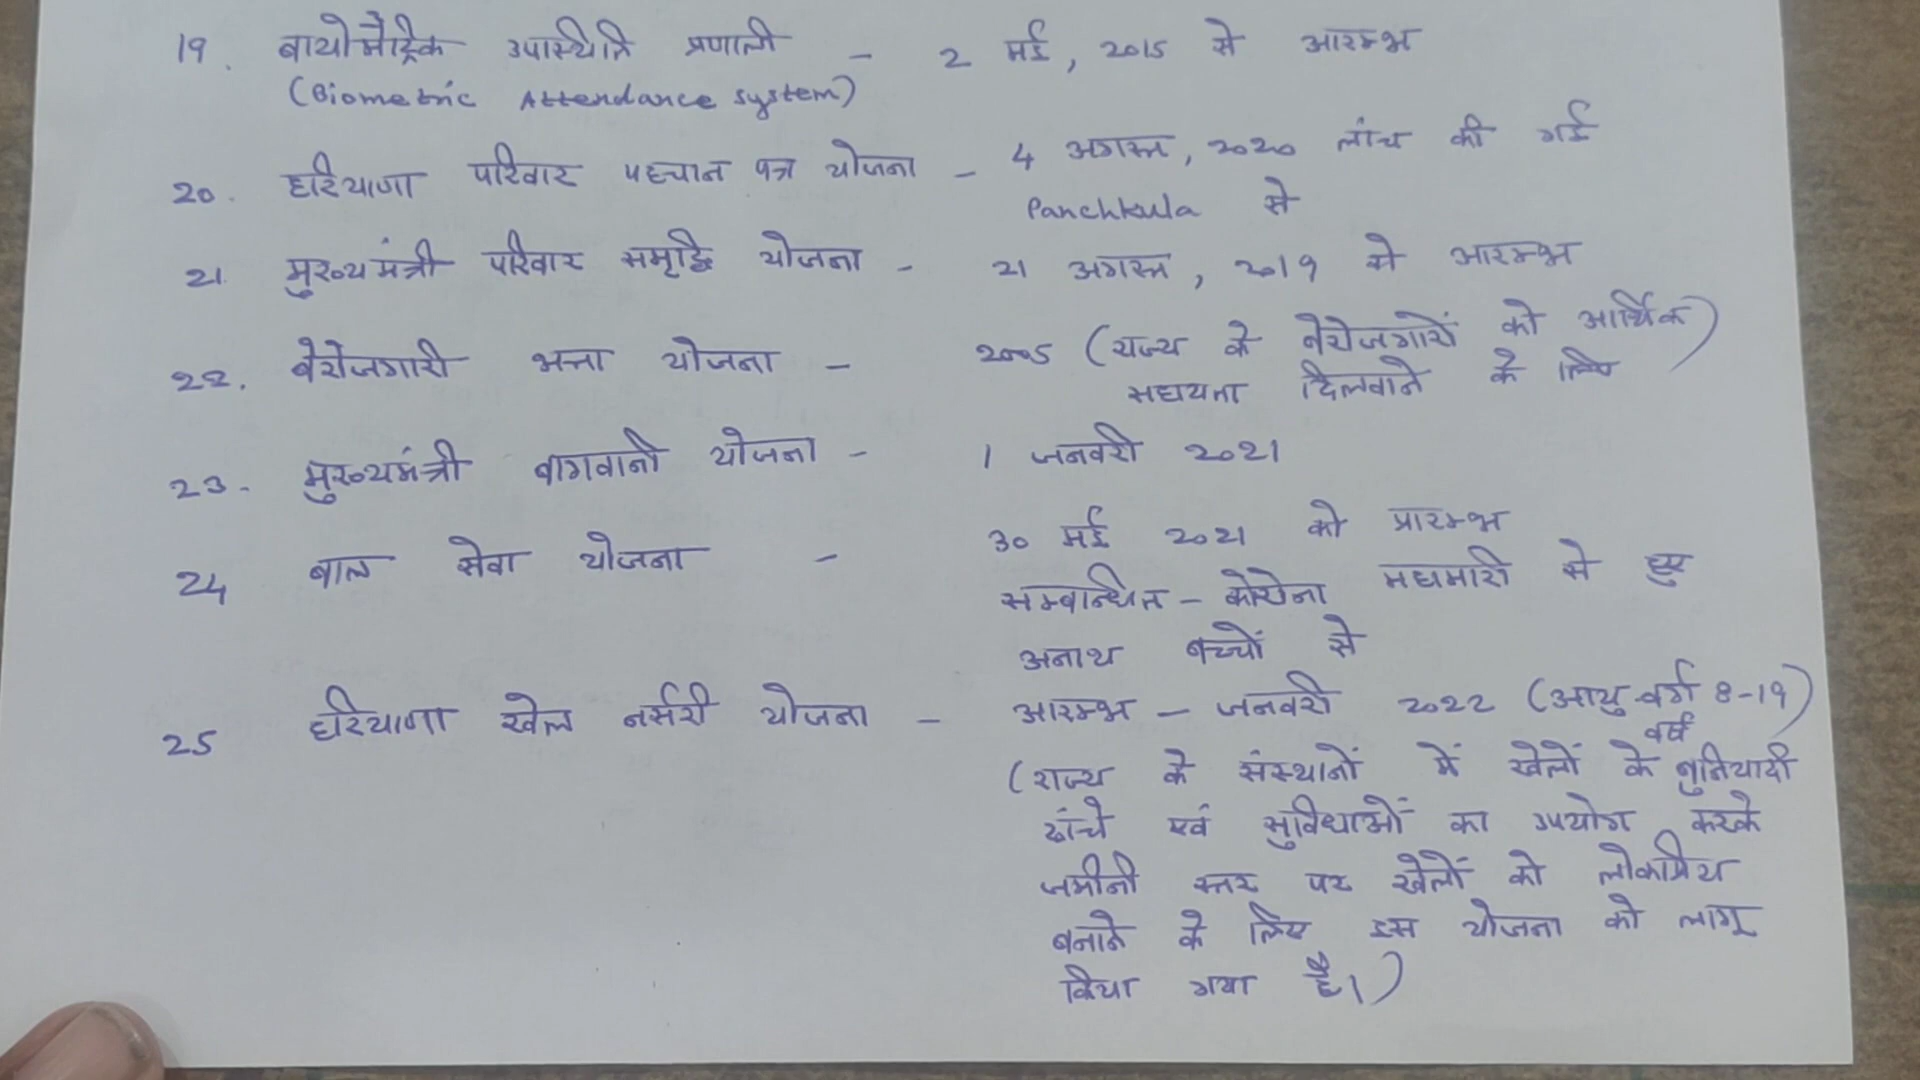 19. बायोमैट्रिक उपस्थिति प्रणाली - 2 मई, 2015 से आरम्भ
(Biometric Attendance system)
20. हरियाणा परिवार पहचान पत्र योजना - 4 अगस्त, 2020 लांच की गई
Panchkula से
21. मुख्यमंत्री परिवार समृद्धि योजना - 21 अगस्त, 2019 से आरम्भ
22. बेरोजगारी भत्ता योजना - 2005 (राज्य के बेरोजगारों को आर्थिक
सहायता दिलवाने के लिए)
23. मुख्यमंत्री बागवानी योजना - 1 जनवरी 2021
24 बाल सेवा योजना - 30 मई 2021 को प्रारम्भ
सम्बन्धित - कोरोना महामारी से हुए
अनाथ बच्चों से
25 हरियाणा खेल नर्सरी योजना - आरम्भ - जनवरी 2022 (आयु वर्ग 8-19 वर्ष)
(राज्य के संस्थानों में खेलों के बुनियादी
ढांचे एवं सुविधाओं का उपयोग करके
जमीनी स्तर पर खेलों को लोकप्रिय
बनाने के लिए इस योजना को लागू
किया गया है।)